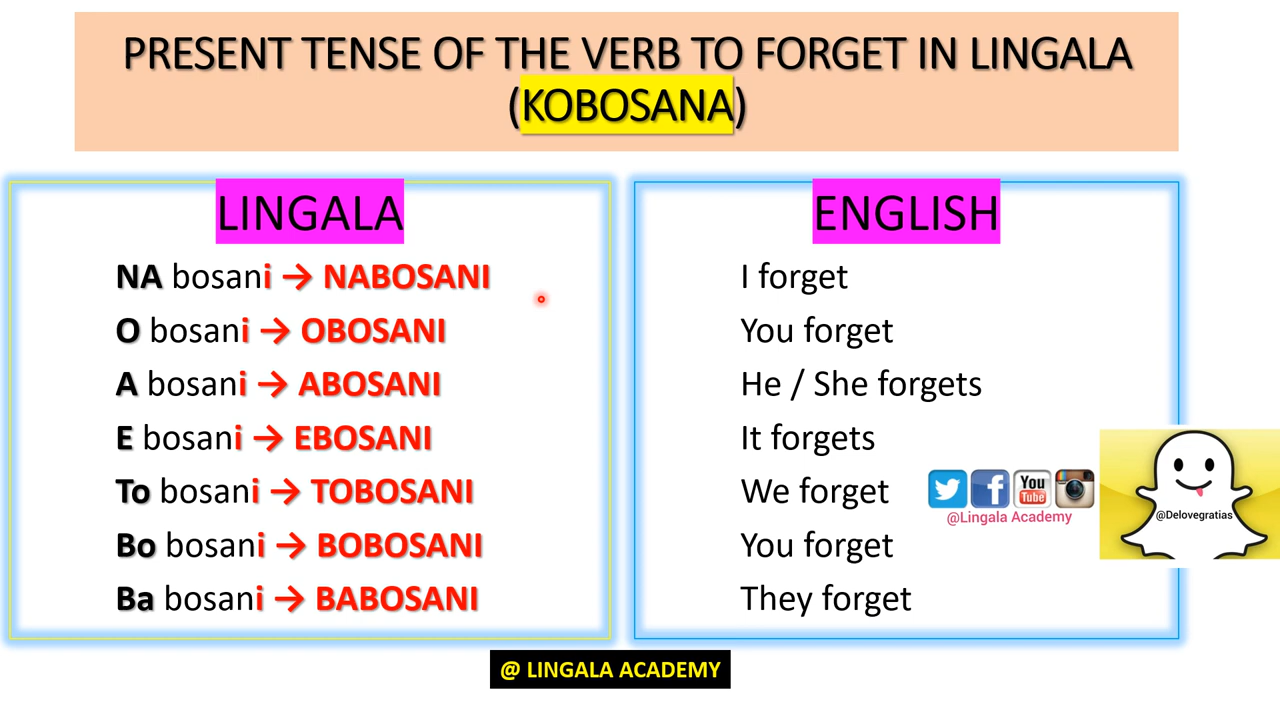 PRESENT TENSE OF THE VERB TO FORGET IN LINGALA
(KOBOSANA)
LINGALA
NA bosani → NABOSANI
O bosani → OBOSANI
A bosani → ABOSANI
E bosani → EBOSANI
To bosani → TOBOSANI
Bo bosani → BOBOSANI
Ba bosani → BABOSANI
ENGLISH
I forget
You forget
He / She forgets
It forgets
We forget
You forget
They forget
You
Tube
@Lingala Academy
@Delovegratias
@ LINGALA ACADEMY